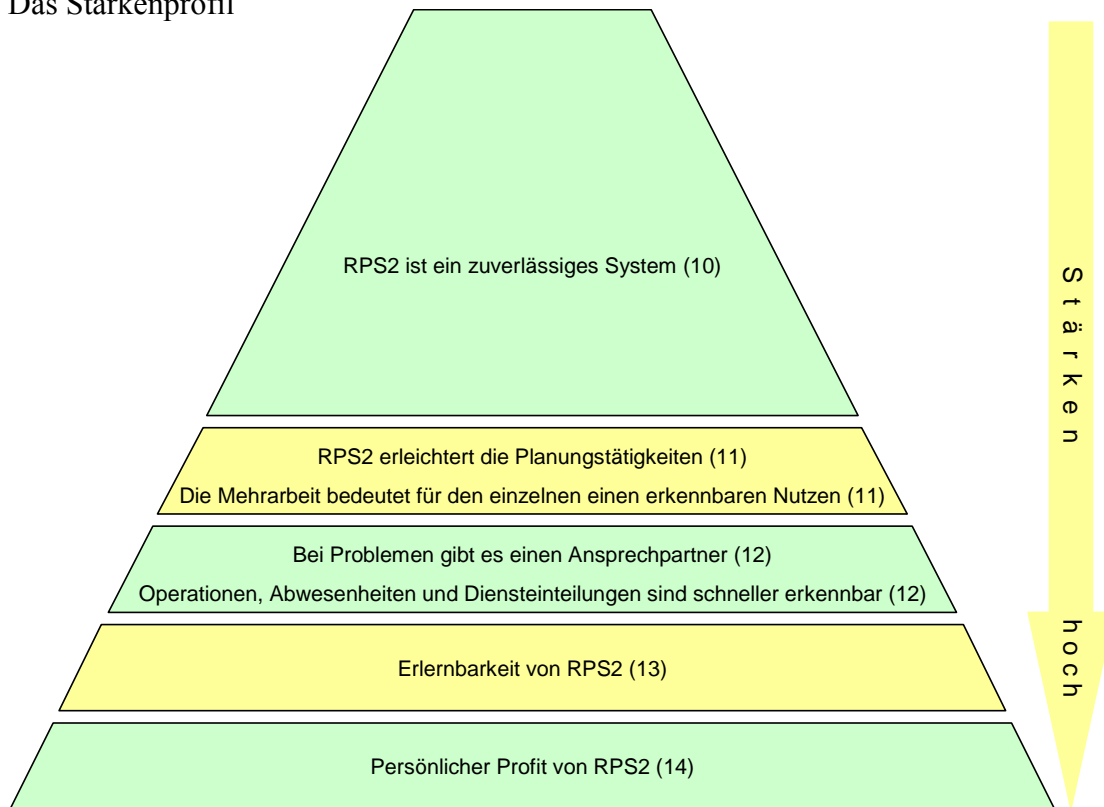 Das Stärkenprofil
RPS2 ist ein zuverlässiges System (10)
RPS2 erleichtert die Planungstätigkeiten (11)
Die Mehrarbeit bedeutet für den einzelnen einen erkennbaren Nutzen (11)
Bei Problemen gibt es einen Ansprechpartner (12)
Operationen, Abwesenheiten und Diensteinteilungen sind schneller erkennbar (12)
Erlernbarkeit von RPS2 (13)
Persönlicher Profit von RPS2 (14)
Stärken
hoch